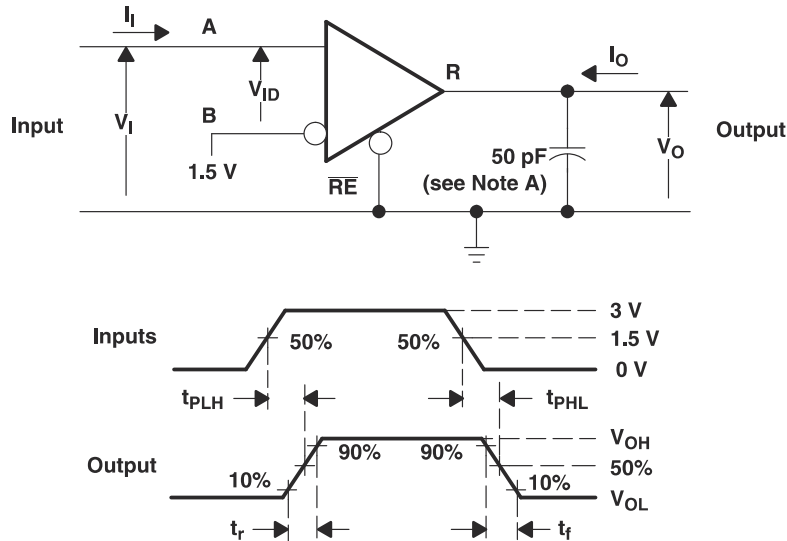 I_I
A
I_O
R
V_ID
B
Input
V_I
Output
1.5 V
50 pF
(see Note A)
V_O
R̅E̅
3 V
Inputs
50%
50%
1.5 V
0 V
t_PLH
t_PHL
V_OH
90%
90%
Output
50%
10%
10%
V_OL
t_r
t_f